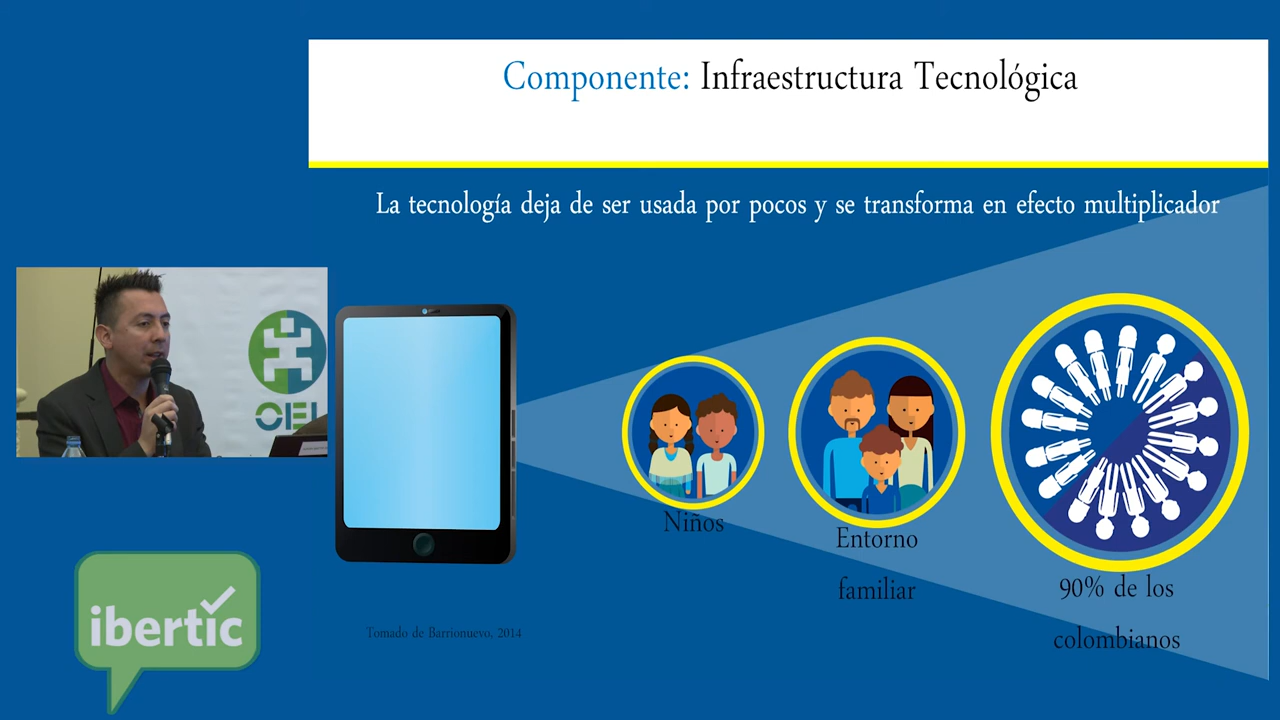 Componente: Infraestructura Tecnológica
La tecnología deja de ser usada por pocos y se transforma en efecto multiplicador
OEI
Niños
Entorno
familiar
90% de los
colombianos
ibertic
Tomado de Barrionuevo, 2014